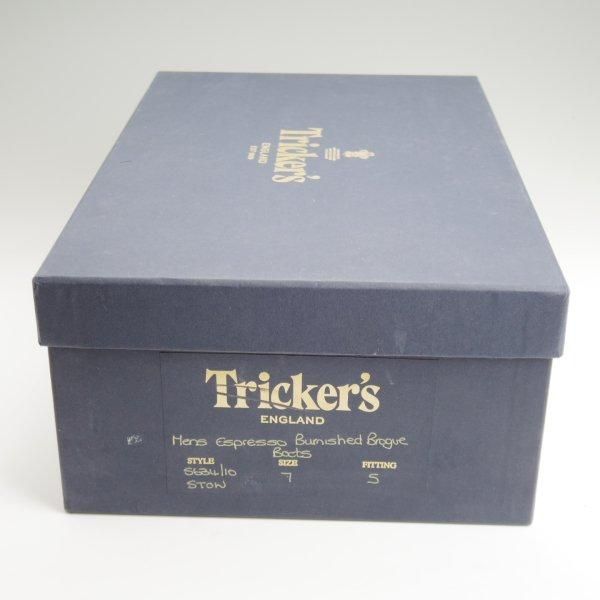 Tricker's
ENGLAND
Tricker's
ENGLAND
Mens Espresso Burnished Brogue
Boots
STYLE SIZE FITTING
5634/10 7 5
STOW